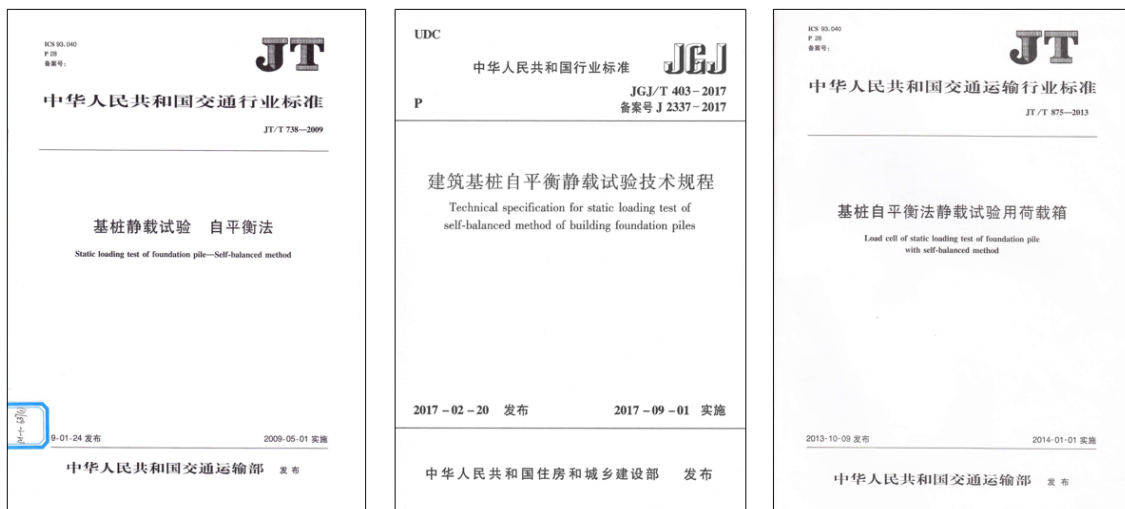 ICS 93.040
P 28
备案号:
JT
中华人民共和国交通行业标准
JT/T 738—2009
基桩静载试验 自平衡法
Static loading test of foundation pile—Self-balanced method
9-01-24 发布
2009-05-01 实施
中华人民共和国交通运输部 发布
UDC
中华人民共和国行业标准
JGJ
JGJ/T 403-2017
P
备案号 J 2337-2017
建筑基桩自平衡静载试验技术规程
Technical specification for static loading test of
self-balanced method of building foundation piles
2017-02-20 发布
2017-09-01 实施
中华人民共和国住房和城乡建设部 发布
ICS 93.040
P 28
备案号:
JT
中华人民共和国交通运输行业标准
JT/T 875—2013
基桩自平衡法静载试验用荷载箱
Load cell of static loading test of foundation pile
with self-balanced method
2013-10-09 发布
2014-01-01 实施
中华人民共和国交通运输部 发布